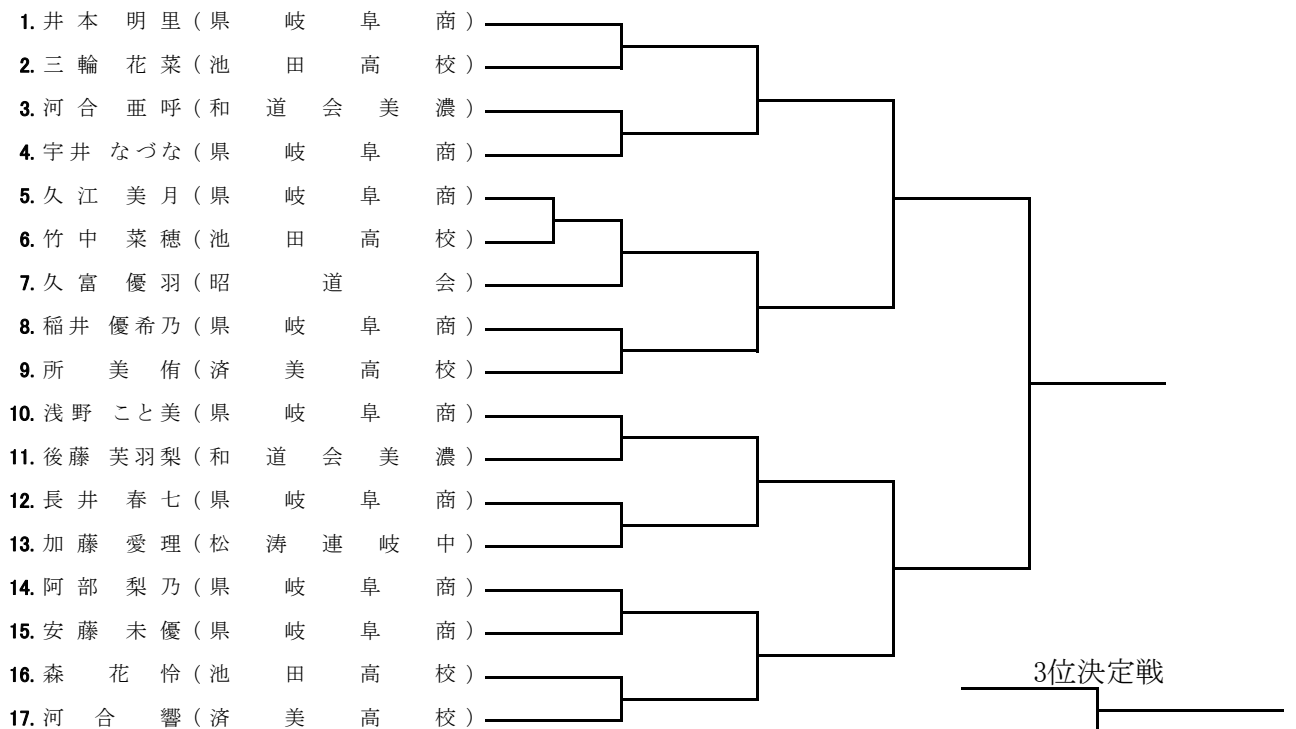 1. 井本 明里(県岐阜商)
2. 三輪 花菜(池田高校)
3. 河合 亜呼(和道会美濃)
4. 宇井 なづな(県岐阜商)
5. 久江 美月(県岐阜商)
6. 竹中 菜穂(池田高校)
7. 久富 優羽(昭道会)
8. 稲井 優希乃(県岐阜商)
9. 所 美侑(済美高校)
10. 浅野 こと美(県岐阜商)
11. 後藤 芙羽梨(和道会美濃)
12. 長井 春七(県岐阜商)
13. 加藤 愛理(松涛連岐中)
14. 阿部 梨乃(県岐阜商)
15. 安藤 未優(県岐阜商)
16. 森 花怜(池田高校)
17. 河合 響(済美高校)
3位決定戦